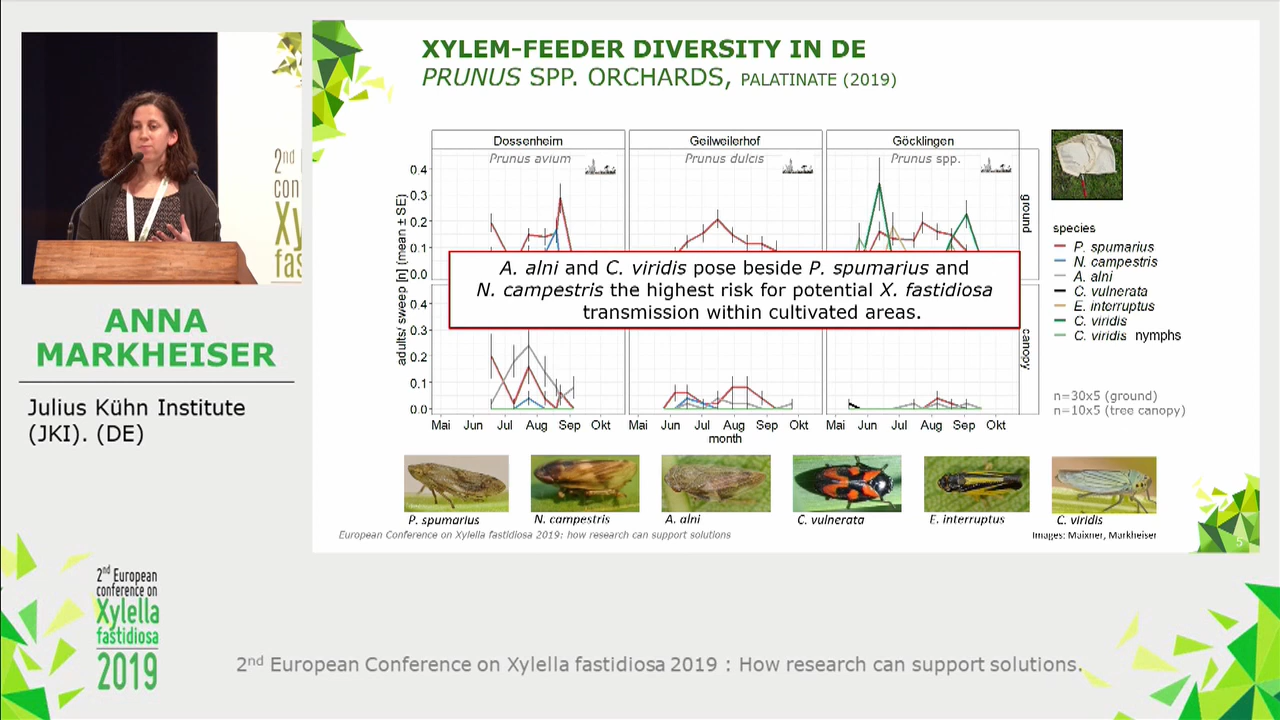 XYLEM-FEEDER DIVERSITY IN DE
PRUNUS SPP. ORCHARDS, PALATINATE (2019)
Dossenheim
Geilweilerhof
Göcklingen
Prunus avium
Prunus dulcis
Prunus spp.
adults/ sweep [n] (mean ± SE)
0.4
0.3
0.2
0.1
0.0
ground
A. alni and C. viridis pose beside P. spumarius and
N. campestris the highest risk for potential X. fastidiosa
transmission within cultivated areas.
0.4
0.3
0.2
0.1
0.0
canopy
Mai Jun Jul Aug Sep Okt
Mai Jun Jul Aug Sep Okt
Mai Jun Jul Aug Sep Okt
month
species
P. spumarius
N. campestris
A. alni
C. vulnerata
E. interruptus
C. viridis
C. viridis nymphs
n=30x5 (ground)
n=10x5 (tree canopy)
P. spumarius
N. campestris
A. alni
C. vulnerata
E. interruptus
C. viridis
European Conference on Xylella fastidiosa 2019: how research can support solutions
Images: Maixner, Markheiser
5
2nd
con
Xy
fas
ANNA
MARKHEISER
Julius Kühn Institute
(JKI). (DE)
2nd European
conference on
Xylella
fastidiosa
2019
2nd European Conference on Xylella fastidiosa 2019 : How research can support solutions.